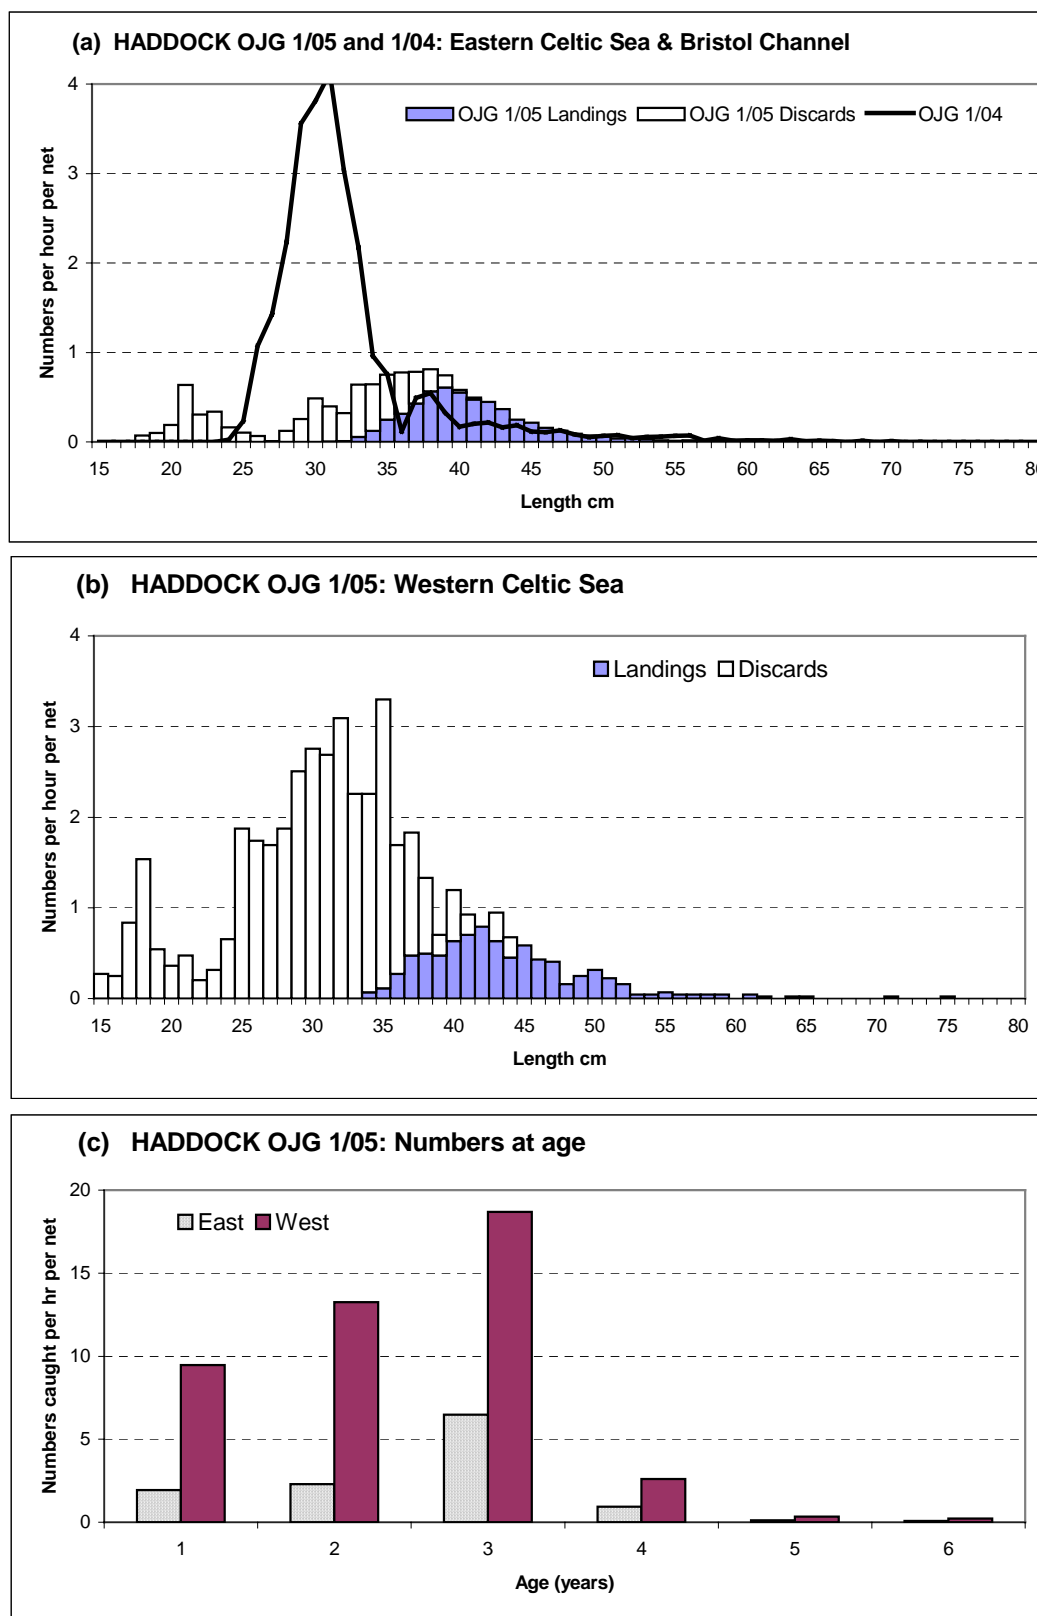 (a) HADDOCK OJG 1/05 and 1/04: Eastern Celtic Sea & Bristol Channel
OJG 1/05 Landings OJG 1/05 Discards OJG 1/04
Numbers per hour per net
4
3
2
1
0
15 20 25 30 35 40 45 50 55 60 65 70 75 80
Length cm
(b) HADDOCK OJG 1/05: Western Celtic Sea
Landings Discards
Numbers per hour per net
4
3
2
1
0
15 20 25 30 35 40 45 50 55 60 65 70 75 80
Length cm
(c) HADDOCK OJG 1/05: Numbers at age
East West
Numbers caught per hr per net
20
15
10
5
0
1 2 3 4 5 6
Age (years)